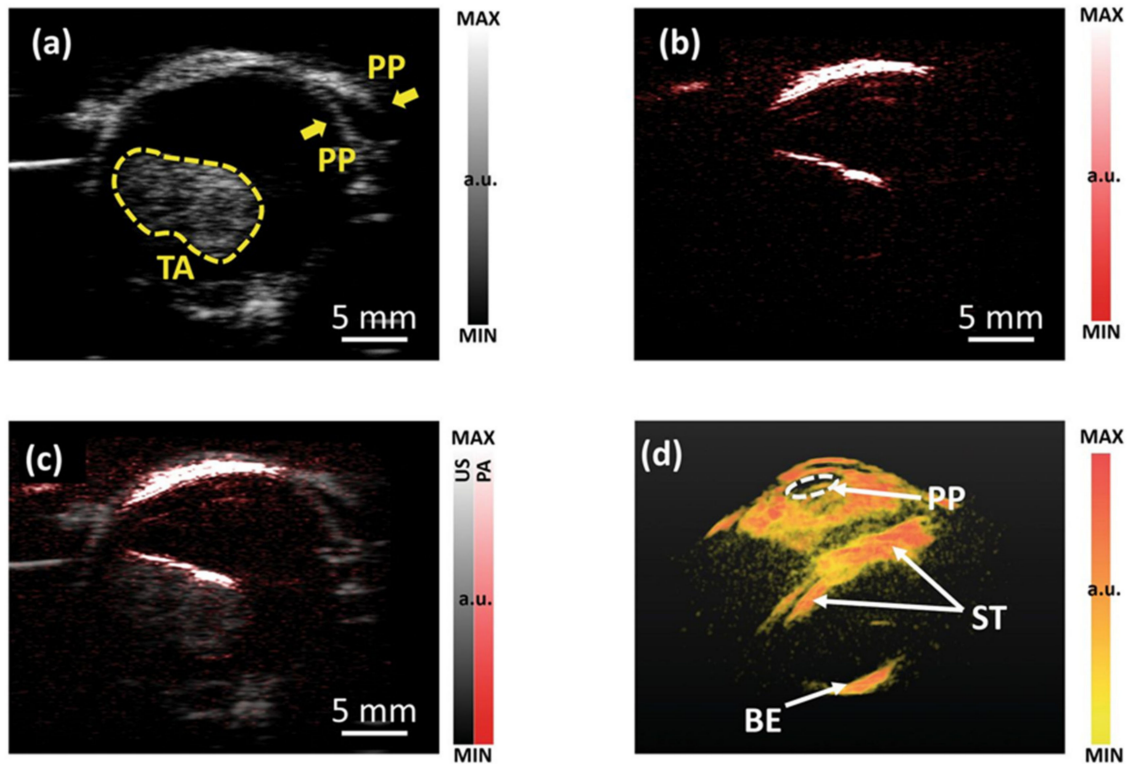 (a)
PP
PP
TA
5 mm
MAX
a.u.
MIN
(b)
5 mm
MAX
a.u.
MIN
(c)
5 mm
MAX
US
PA
a.u.
MIN
(d)
PP
ST
BE
MAX
a.u.
MIN